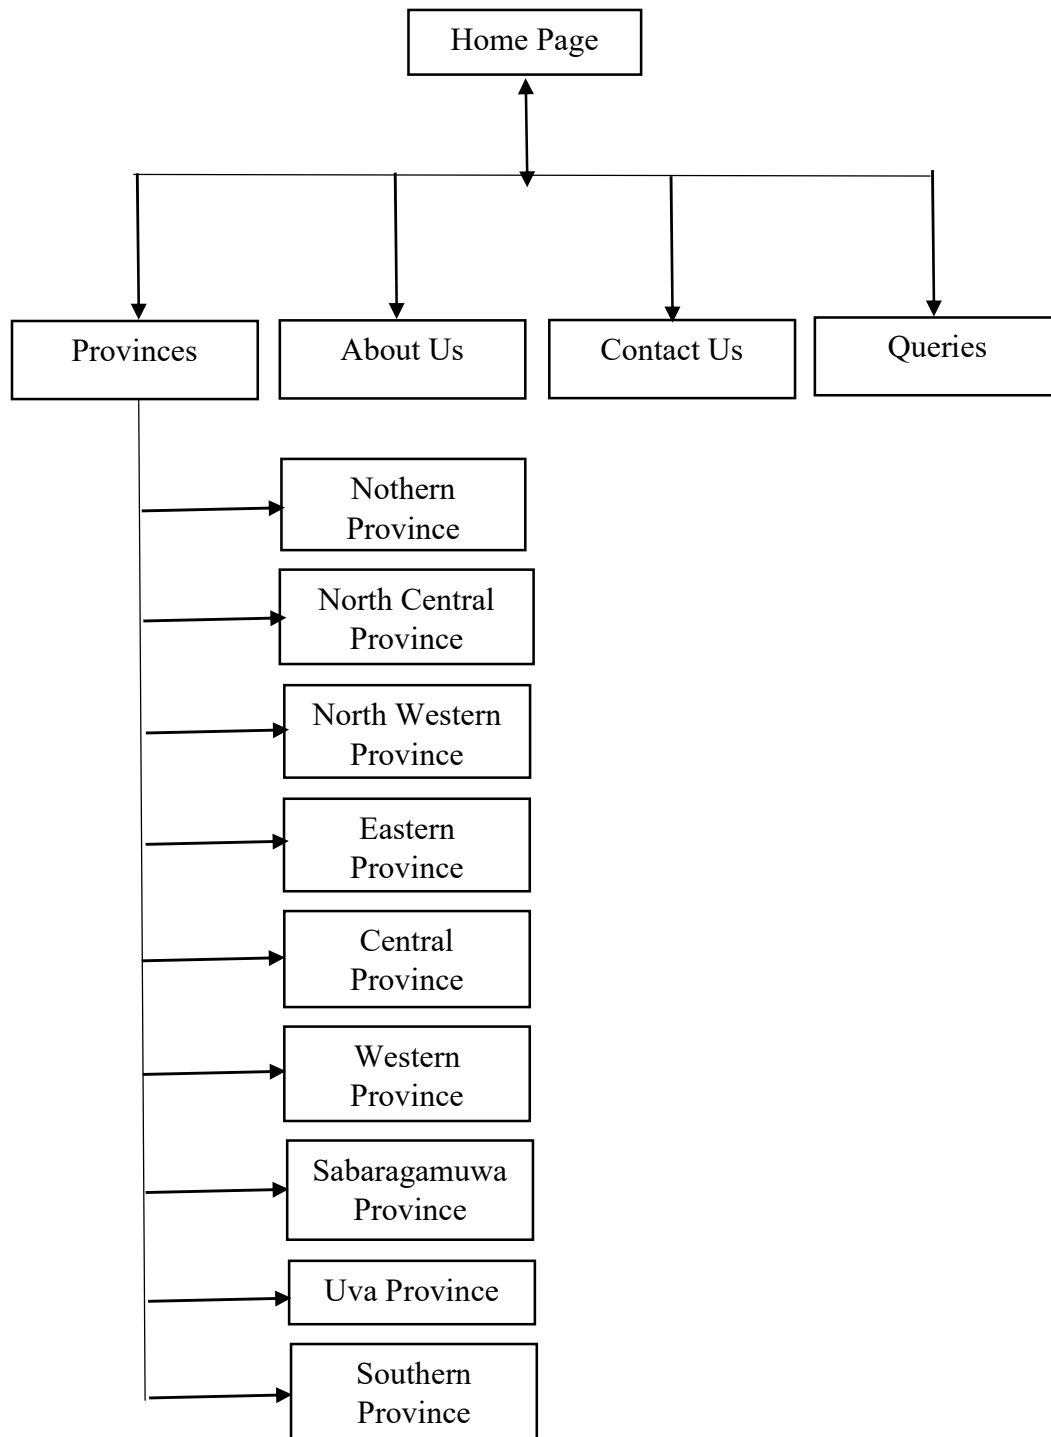 Home Page
Provinces
About Us
Contact Us
Queries
Nothern
Province
North Central
Province
North Western
Province
Eastern
Province
Central
Province
Western
Province
Sabaragamuwa
Province
Uva Province
Southern
Province